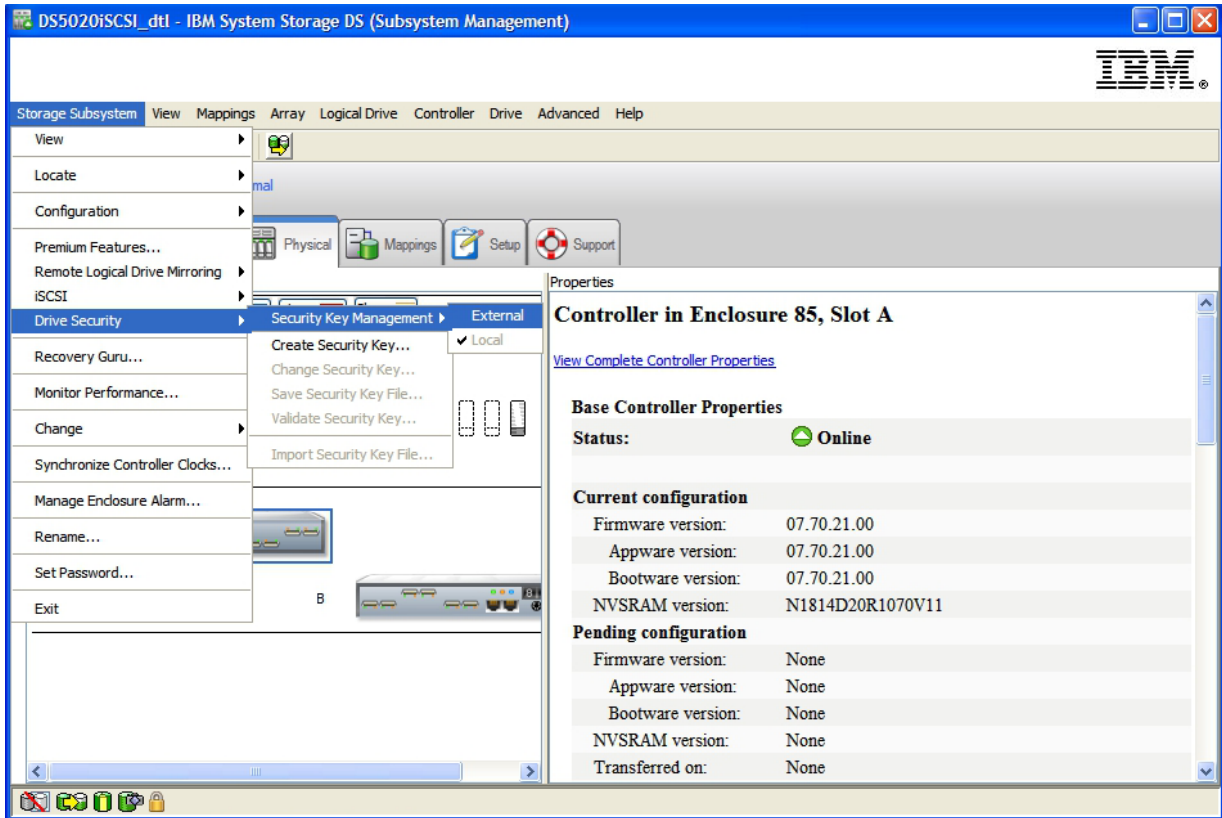 DS5020iSCSI_dtl - IBM System Storage DS (Subsystem Management)
IBM®
Storage Subsystem View Mappings Array Logical Drive Controller Drive Advanced Help
View
Locate
mal
Configuration
Premium Features...
Physical Mappings Setup Support
Remote Logical Drive Mirroring
iSCSI
Drive Security
Security Key Management
External
Local
Create Security Key...
Change Security Key...
Save Security Key File...
Validate Security Key...
Import Security Key File...
Recovery Guru...
Monitor Performance...
Change
Synchronize Controller Clocks...
Manage Enclosure Alarm...
Rename...
Set Password...
Exit
B
Properties
Controller in Enclosure 85, Slot A
View Complete Controller Properties
Base Controller Properties
Status: Online
Current configuration
Firmware version: 07.70.21.00
Appware version: 07.70.21.00
Bootware version: 07.70.21.00
NVSRAM version: N1814D20R1070V11
Pending configuration
Firmware version: None
Appware version: None
Bootware version: None
NVSRAM version: None
Transferred on: None